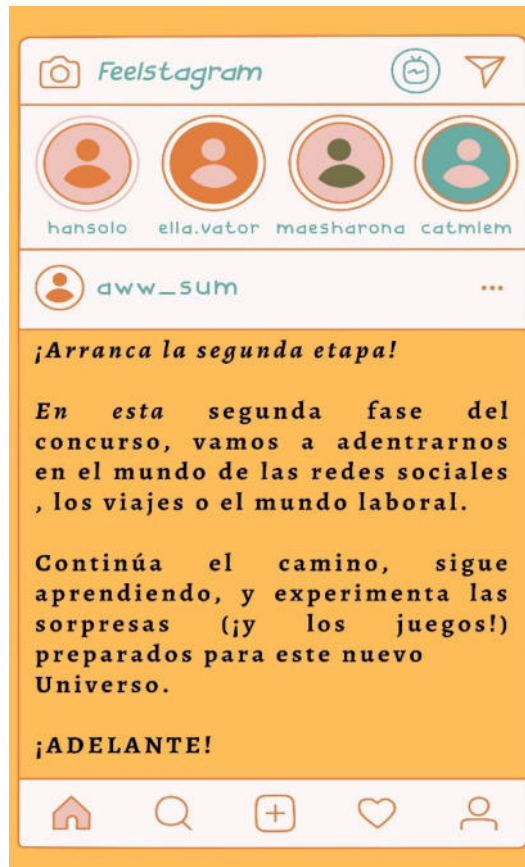 Feelstagram
hansolo ella.vator maesharona catmlem
aww_sum
¡Arranca la segunda etapa!
En esta segunda fase del
concurso, vamos a adentrarnos
en el mundo de las redes sociales
, los viajes o el mundo laboral.
Continúa el camino, sigue
aprendiendo, y experimenta las
sorpresas (¡y los juegos!)
preparados para este nuevo
Universo.
¡ADELANTE!